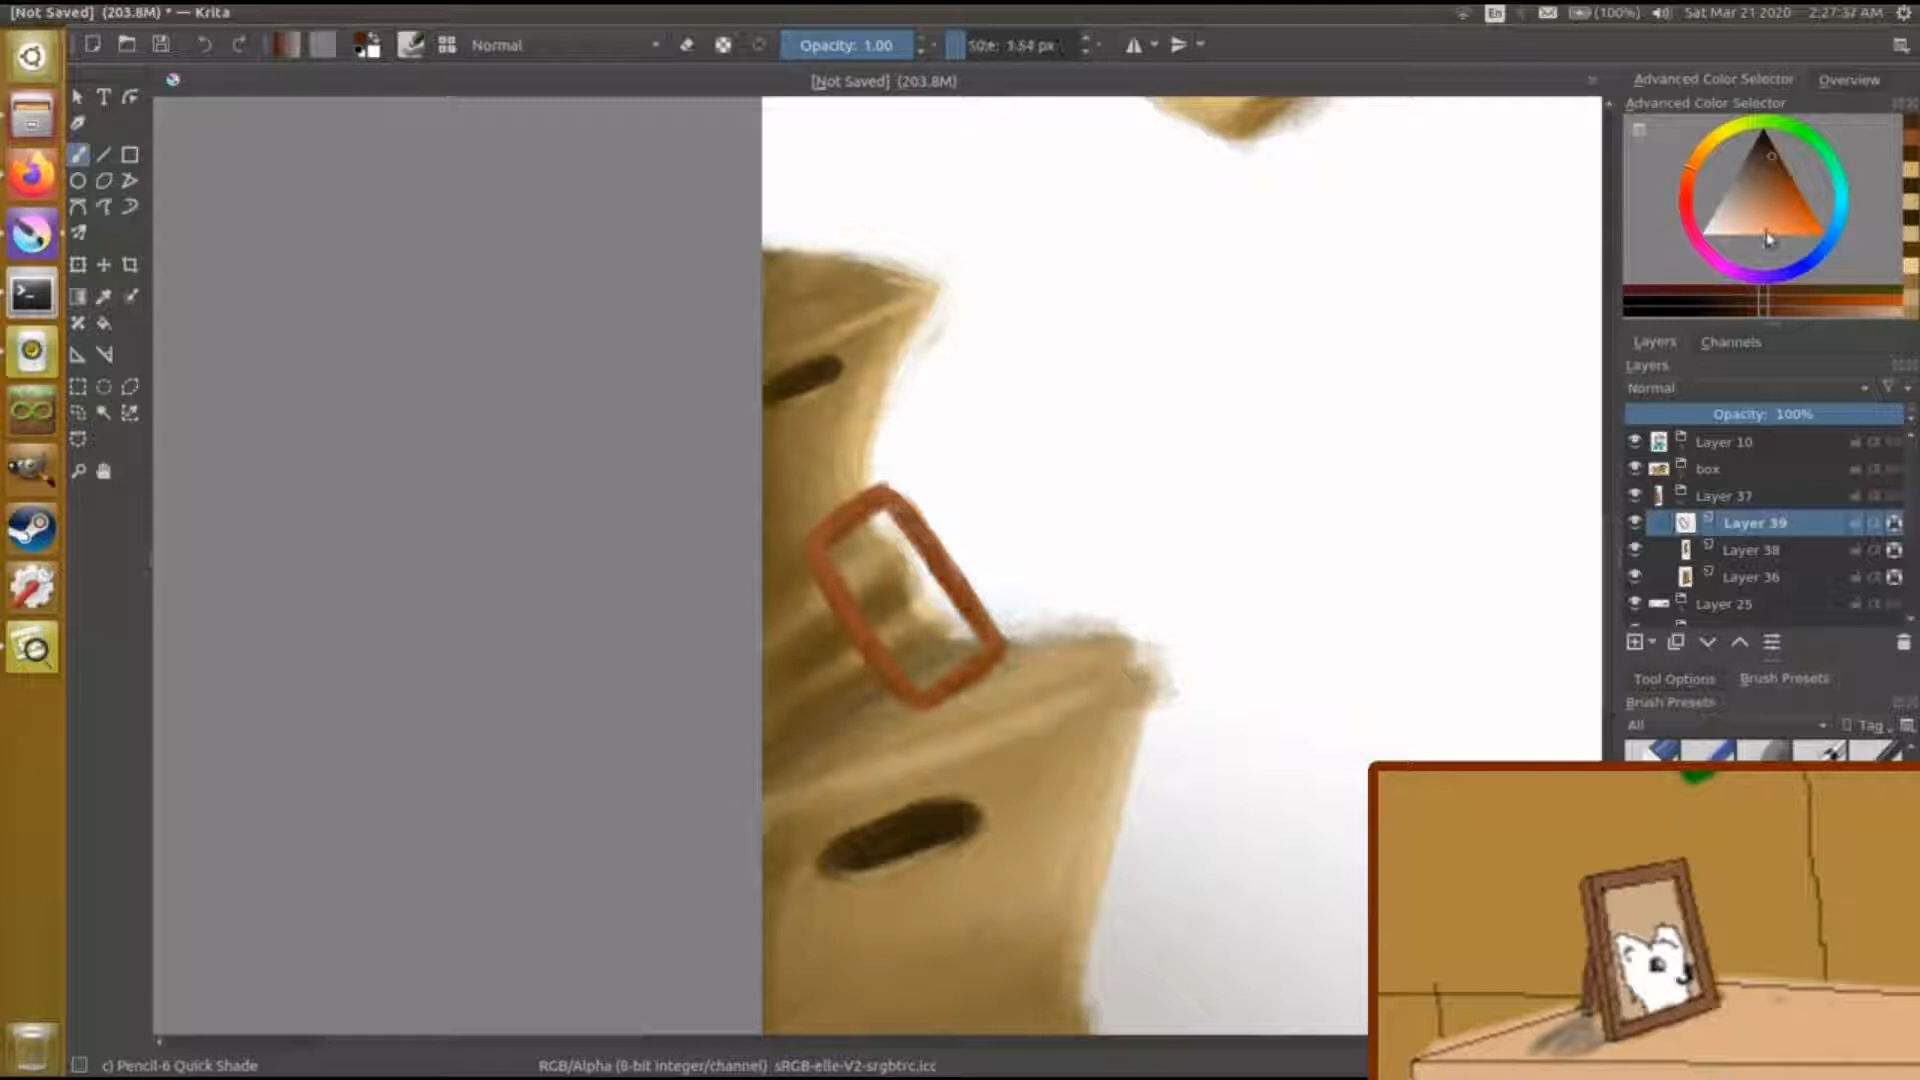 [Not Saved] (203.8M) * — Krita
En
(100%)
Sat Mar 21 2020 2:27:37 AM
Normal
Opacity: 1.00
Size: 1.54 px
[Not Saved] (203.8M)
Advanced Color Selector
Overview
Advanced Color Selector
Layers
Channels
Layers
Normal
Opacity: 100%
Layer 10
box
Layer 37
Layer 39
Layer 38
Layer 36
Layer 25
Tool Options
Brush Presets
Brush Presets
All
Tag
c) Pencil-6 Quick Shade
RGB/Alpha (8-bit integer/channel) sRGB-elle-V2-srgbtrc.icc